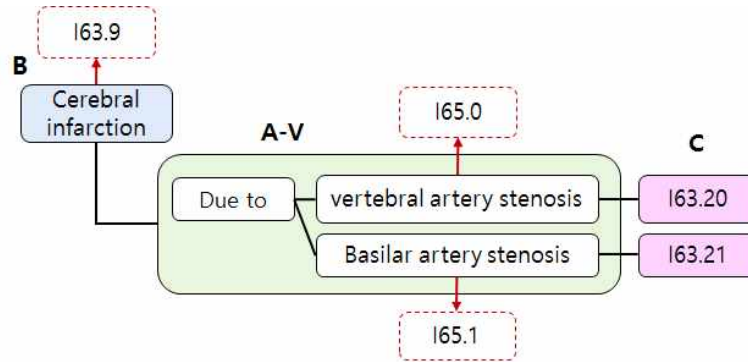 I63.9
B
Cerebral
infarction
A-V
I65.0
C
Due to
vertebral artery stenosis
I63.20
Basilar artery stenosis
I63.21
I65.1